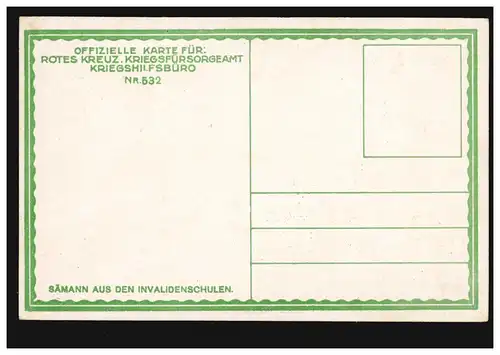 OFFIZIELLE KARTE FÜR:
ROTES KREUZ, KRIEGSFÜRSORGEAMT
KRIEGSHILFSBÜRO
NR. 532
SÄMANN AUS DEN INVALIDENSCHULEN.